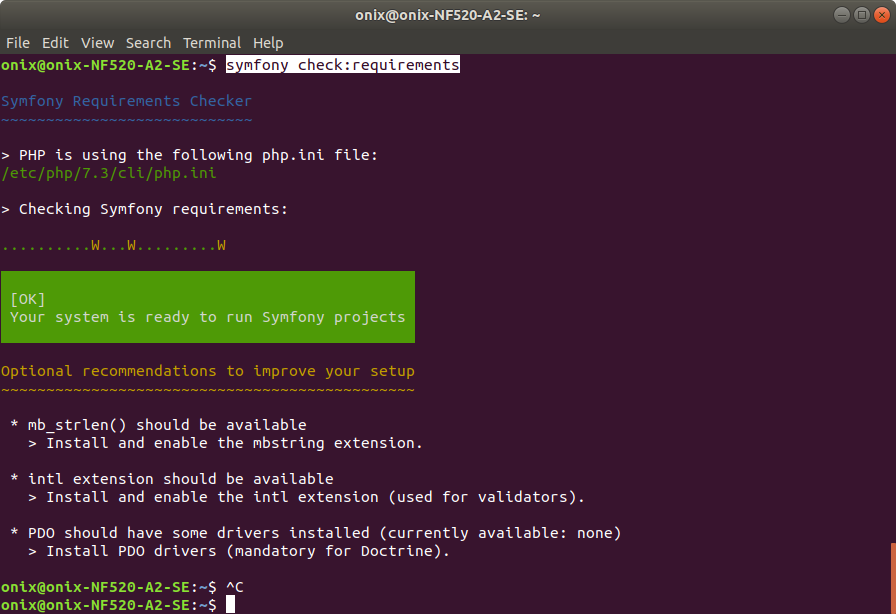 onix@onix-NF520-A2-SE: ~
File Edit View Search Terminal Help
onix@onix-NF520-A2-SE:~$ symfony check:requirements
Symfony Requirements Checker
~~~~~~~~~~~~~~~~~~~~~~~~~~~~
> PHP is using the following php.ini file:
/etc/php/7.3/cli/php.ini
> Checking Symfony requirements:
..........W...W.........W
[OK]
Your system is ready to run Symfony projects
Optional recommendations to improve your setup
~~~~~~~~~~~~~~~~~~~~~~~~~~~~~~~~~~~~~~~~~~~~~~
* mb_strlen() should be available
> Install and enable the mbstring extension.
* intl extension should be available
> Install and enable the intl extension (used for validators).
* PDO should have some drivers installed (currently available: none)
> Install PDO drivers (mandatory for Doctrine).
onix@onix-NF520-A2-SE:~$ ^C
onix@onix-NF520-A2-SE:~$